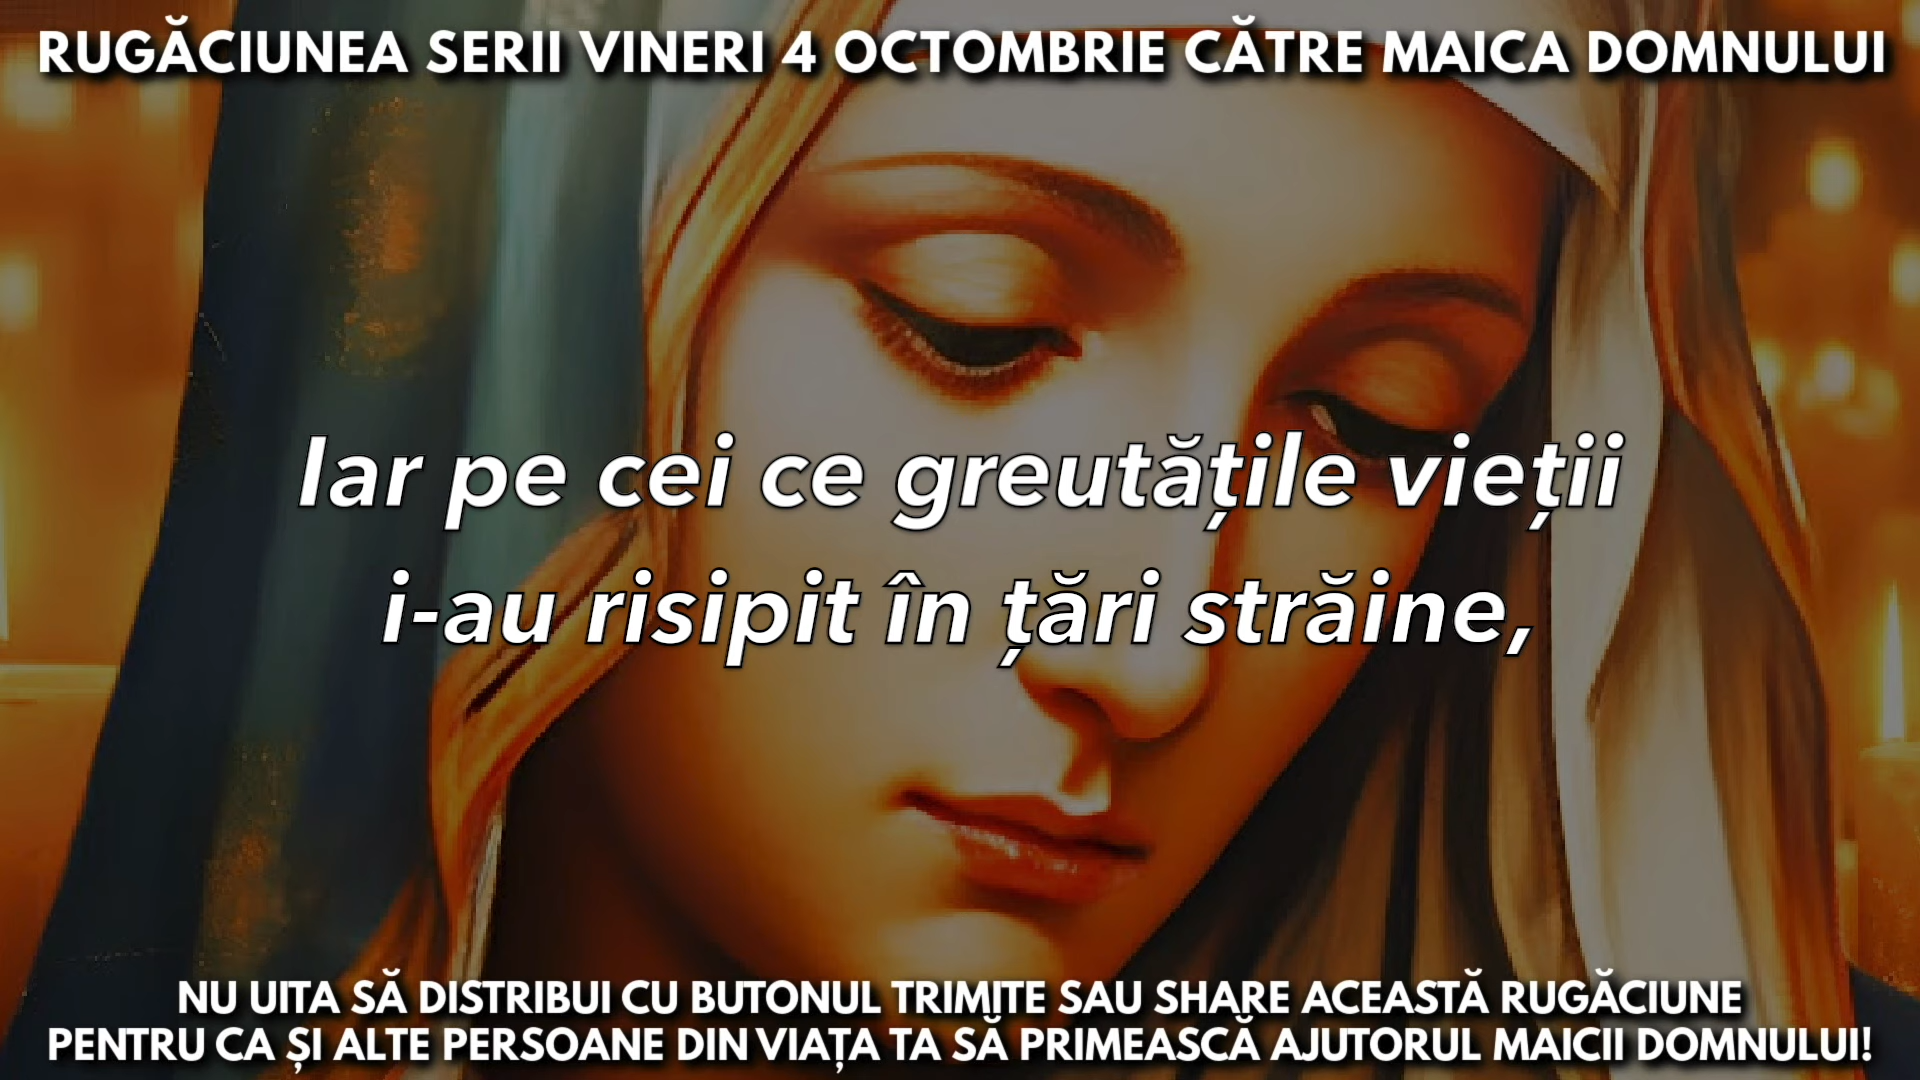 RUGĂCIUNEA SERII VINERI 4 OCTOMBRIE CĂTRE MAICA DOMNULUI
Iar pe cei ce greutățile vieții
i-au risipit în țări străine,
NU UITA SĂ DISTRIBUI CU BUTONUL TRIMITE SAU SHARE ACEASTĂ RUGĂCIUNE
PENTRU CA ȘI ALTE PERSOANE DIN VIAȚA TA SĂ PRIMEASCĂ AJUTORUL MAICII DOMNULUI!